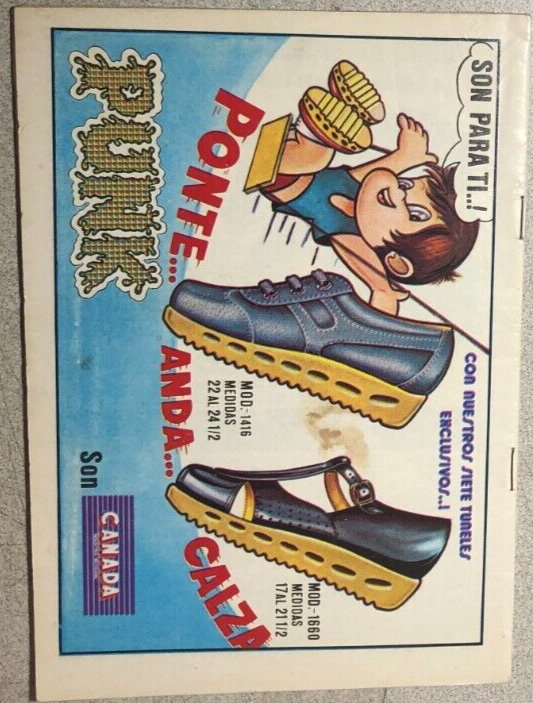 SON PARA TI..!
CON NUESTROS SIETE TUNELES
EXCLUSIVOS..!
MOD.-1660
MEDIDAS
17 AL 21 1/2
MOD.-1416
MEDIDAS
22 AL 24 1/2
PONTE... ANDA... CALZA
PUNK
Son
CANADA